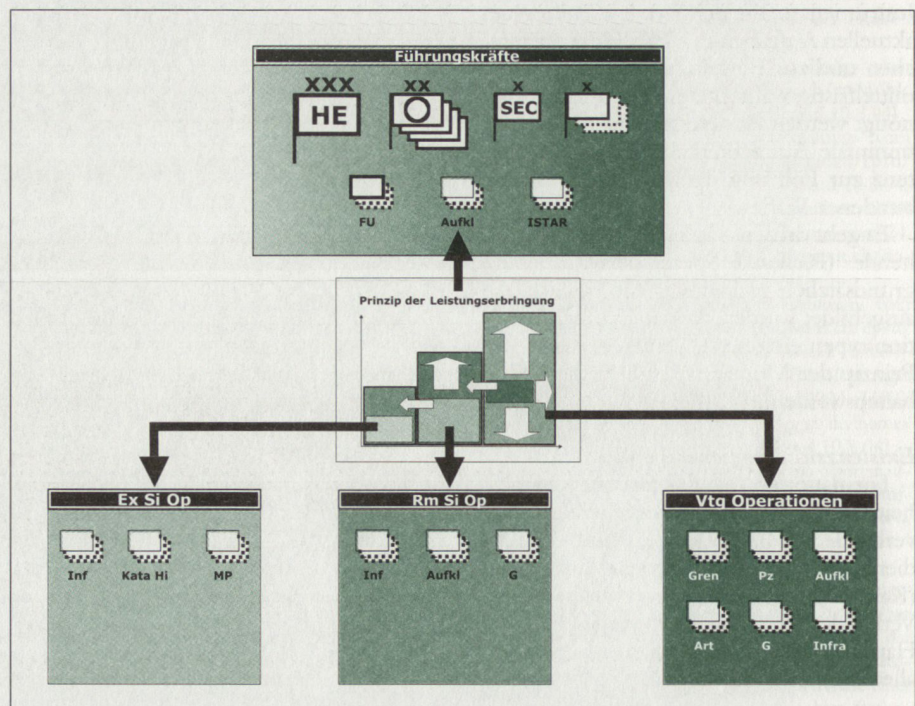 Führungskräfte
XXX XX X X
HE SEC
FU Aufkl ISTAR
Prinzip der Leistungserbringung
Ex Si Op
Inf Kata Hi MP
Rm Si Op
Inf Aufkl G
Vtg Operationen
Gren Pz Aufkl
Art G Infra